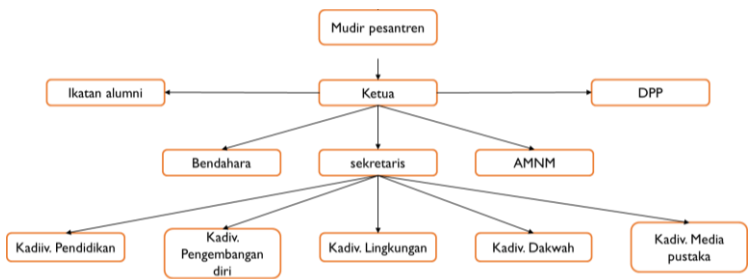 Mudir pesantren
Ikatan alumni
Ketua
DPP
Bendahara
sekretaris
AMNM
Kadiiv. Pendidikan
Kadiv.
Pengembangan
diri
Kadiv. Lingkungan
Kadiv. Dakwah
Kadiv. Media
pustaka